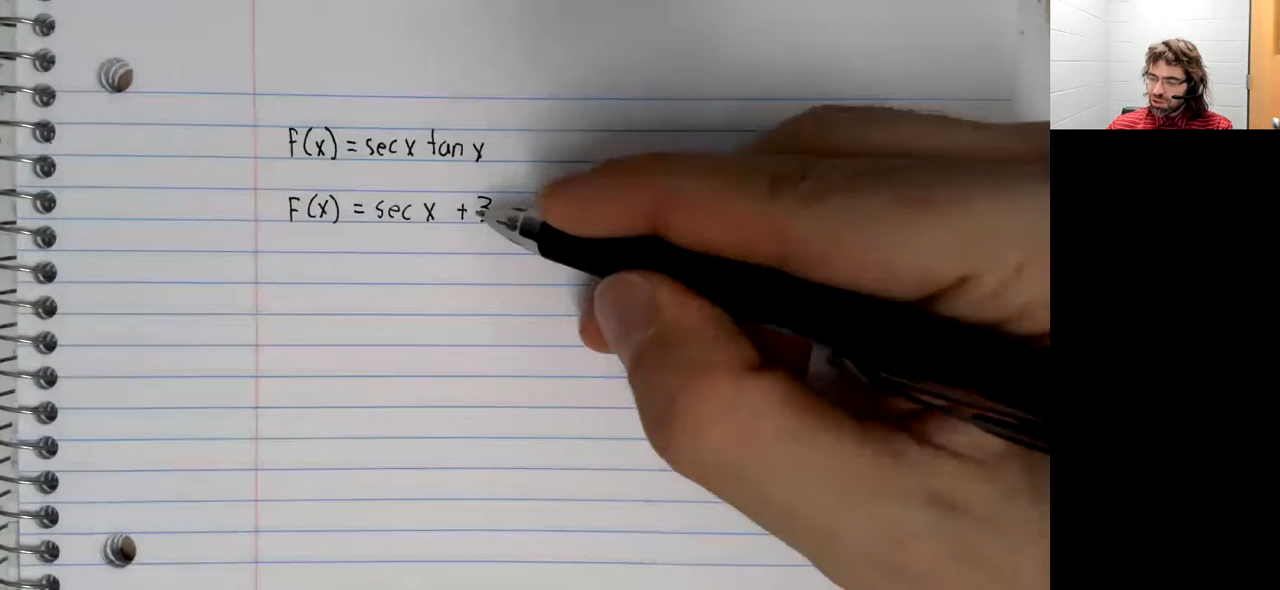 f(x) = sec x tan x
F(x) = sec x + 3